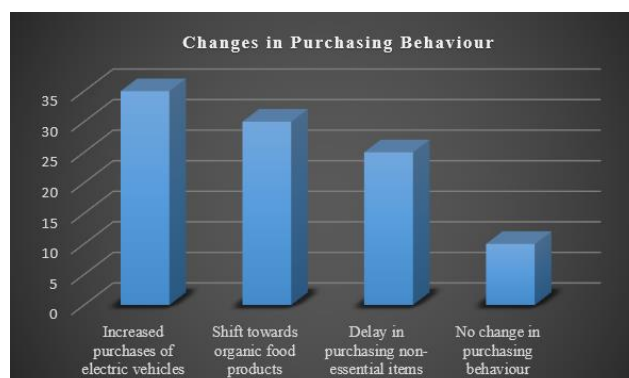 Changes in Purchasing Behaviour
35
30
25
20
15
10
5
0
Increased
purchases of
electric vehicles
Shift towards
organic food
products
Delay in
purchasing non-
essential items
No change in
purchasing
behaviour